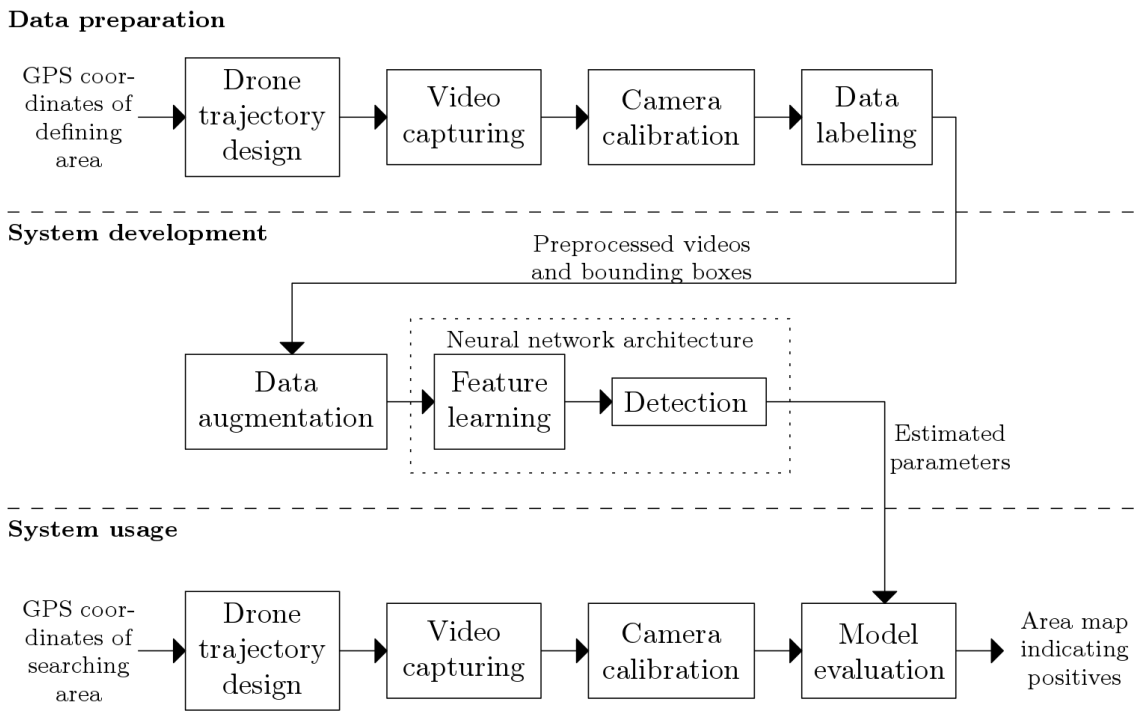 Data preparation
GPS coor-
dinates of
defining
area
Drone
trajectory
design
Video
capturing
Camera
calibration
Data
labeling
System development
Preprocessed videos
and bounding boxes
Neural network architecture
Data
augmentation
Feature
learning
Detection
Estimated
parameters
System usage
GPS coor-
dinates of
searching
area
Drone
trajectory
design
Video
capturing
Camera
calibration
Model
evaluation
Area map
indicating
positives